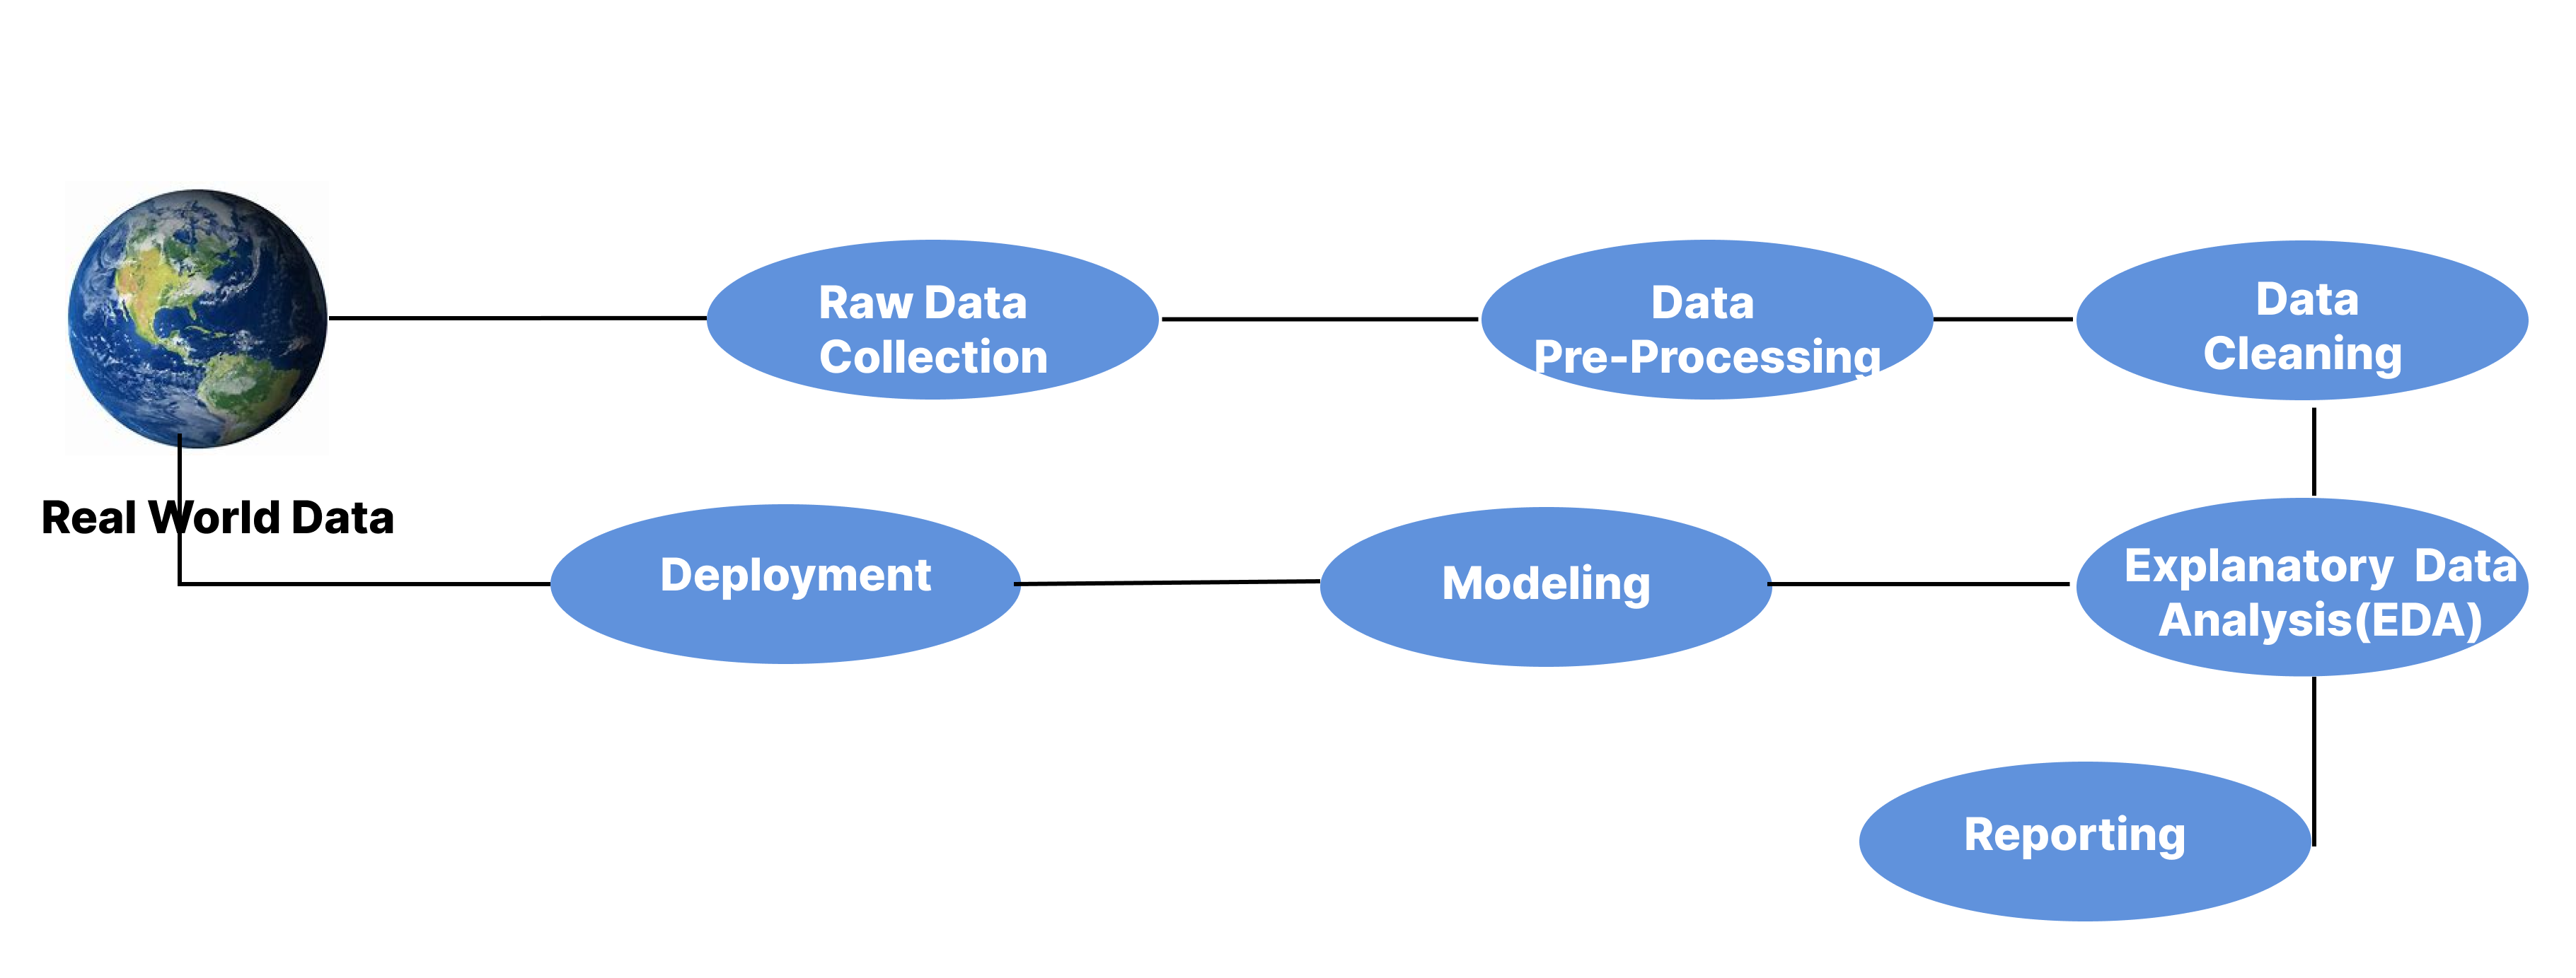 Raw Data
Collection
Data
Pre-Processing
Data
Cleaning
Real World Data
Deployment
Modeling
Explanatory  Data
Analysis(EDA)
Reporting